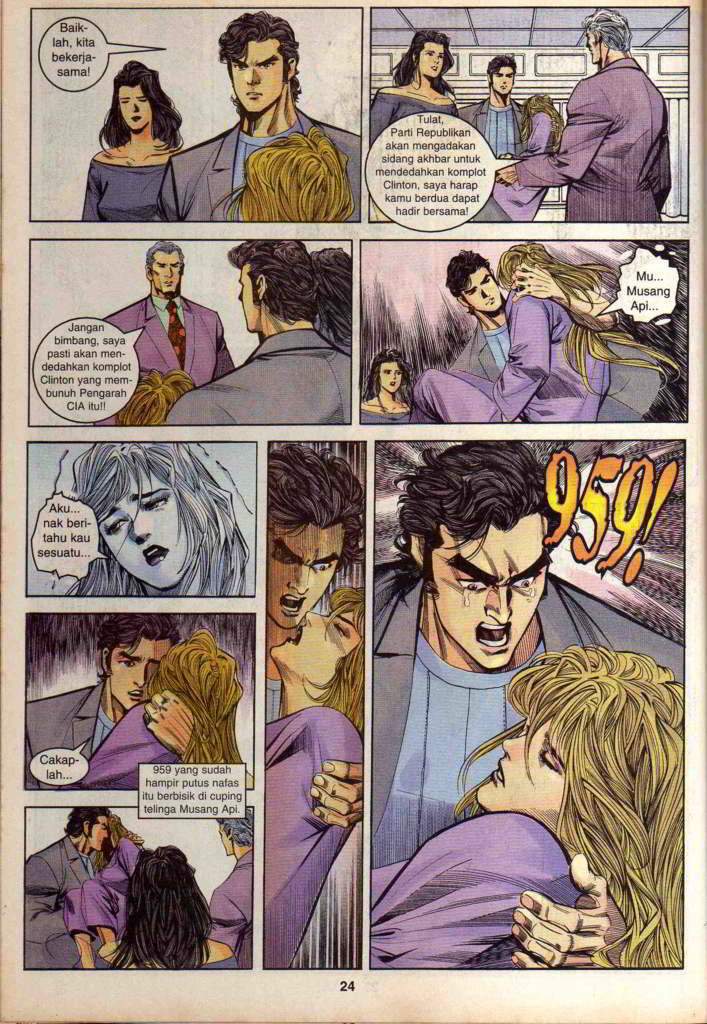 Baik-
lah, kita
bekerja-
sama!
Tulat,
Parti Republikan
akan mengadakan
sidang akhbar untuk
mendedahkan komplot
Clinton, saya harap
kamu berdua dapat
hadir bersama!
Jangan
bimbang, saya
pasti akan men-
dedahkan komplot
Clinton yang mem-
bunuh Pengarah
CIA itu!!
Mu...
Musang
Api...
Aku...
nak beri-
tahu kau
sesuatu...
Cakap-
lah...
959 yang sudah
hampir putus nafas
itu berbisik di cuping
telinga Musang Api.
959!
24